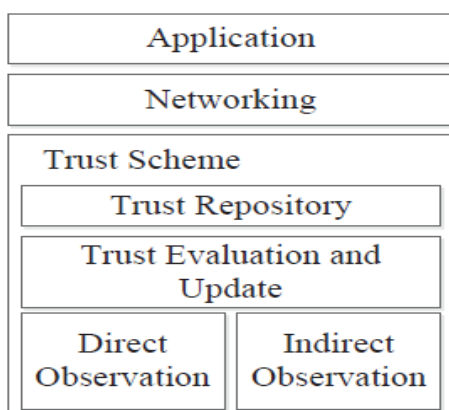 Application
Networking
Trust Scheme
Trust Repository
Trust Evaluation and
Update
Direct
Observation
Indirect
Observation